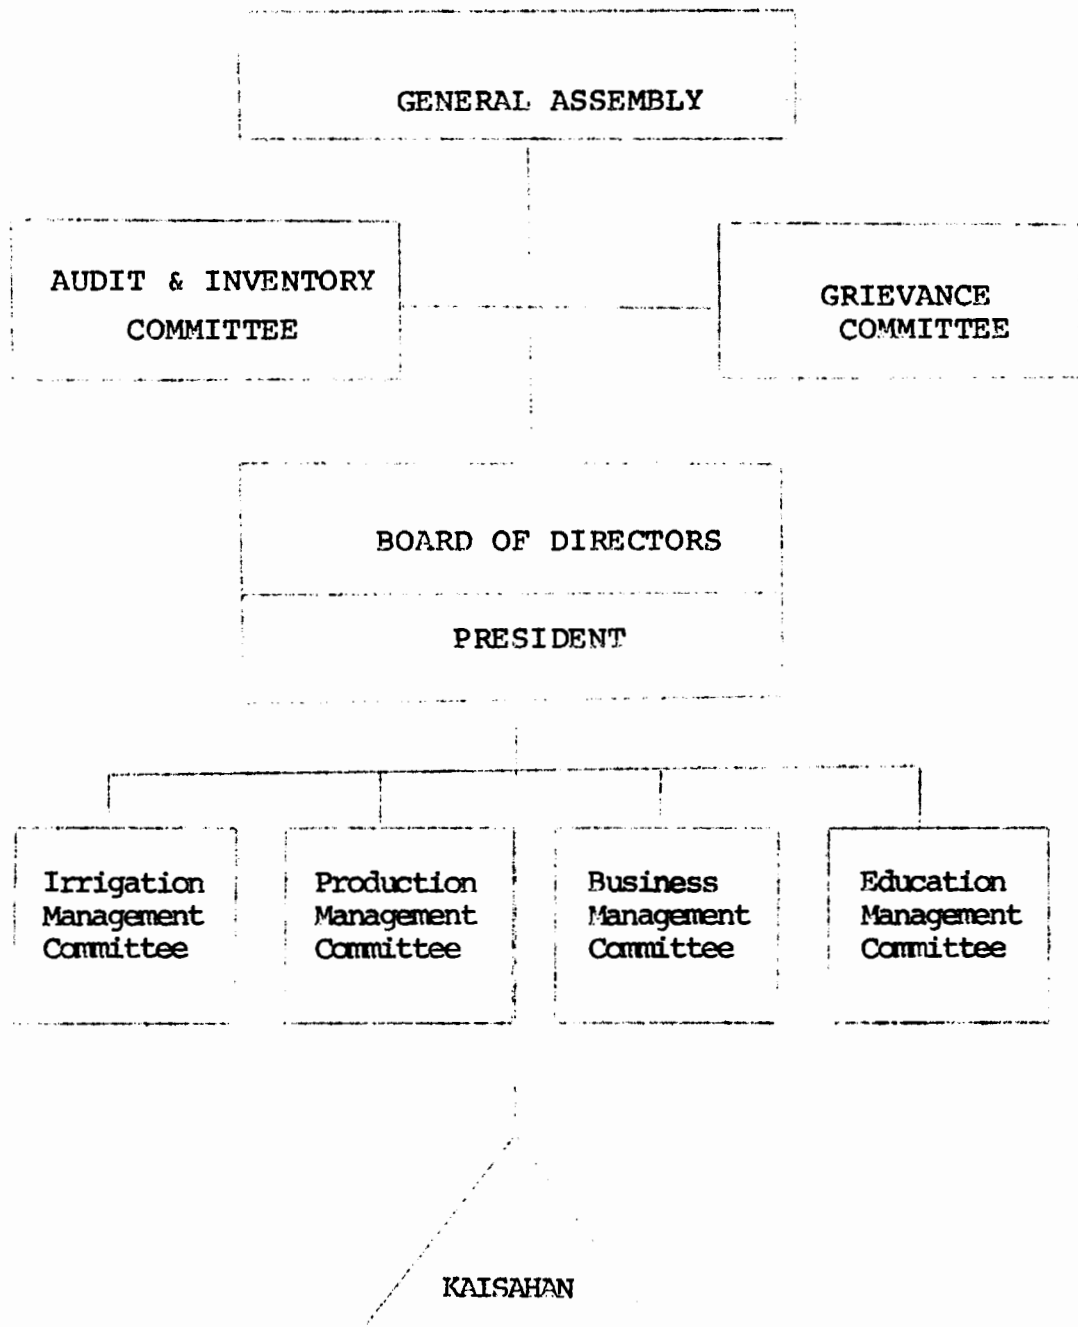 GENERAL ASSEMBLY
AUDIT & INVENTORY
COMMITTEE
GRIEVANCE
COMMITTEE
BOARD OF DIRECTORS
PRESIDENT
Irrigation
Management
Committee
Production
Management
Committee
Business
Management
Committee
Education
Management
Committee
KAISAHAN